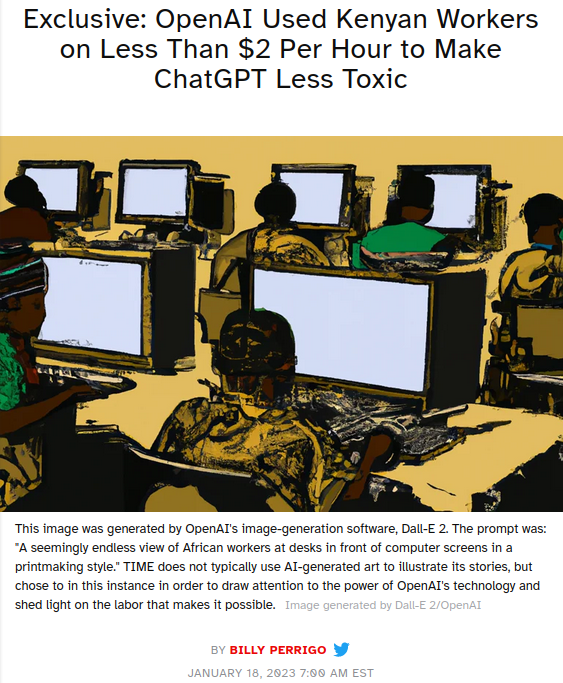 Exclusive: OpenAI Used Kenyan Workers
on Less Than $2 Per Hour to Make
ChatGPT Less Toxic
This image was generated by OpenAI's image-generation software, Dall-E 2. The prompt was:
"A seemingly endless view of African workers at desks in front of computer screens in a
printmaking style." TIME does not typically use AI-generated art to illustrate its stories, but
chose to in this instance in order to draw attention to the power of OpenAI's technology and
shed light on the labor that makes it possible. Image generated by Dall-E 2/OpenAI
BY BILLY PERRIGO
JANUARY 18, 2023 7:00 AM EST